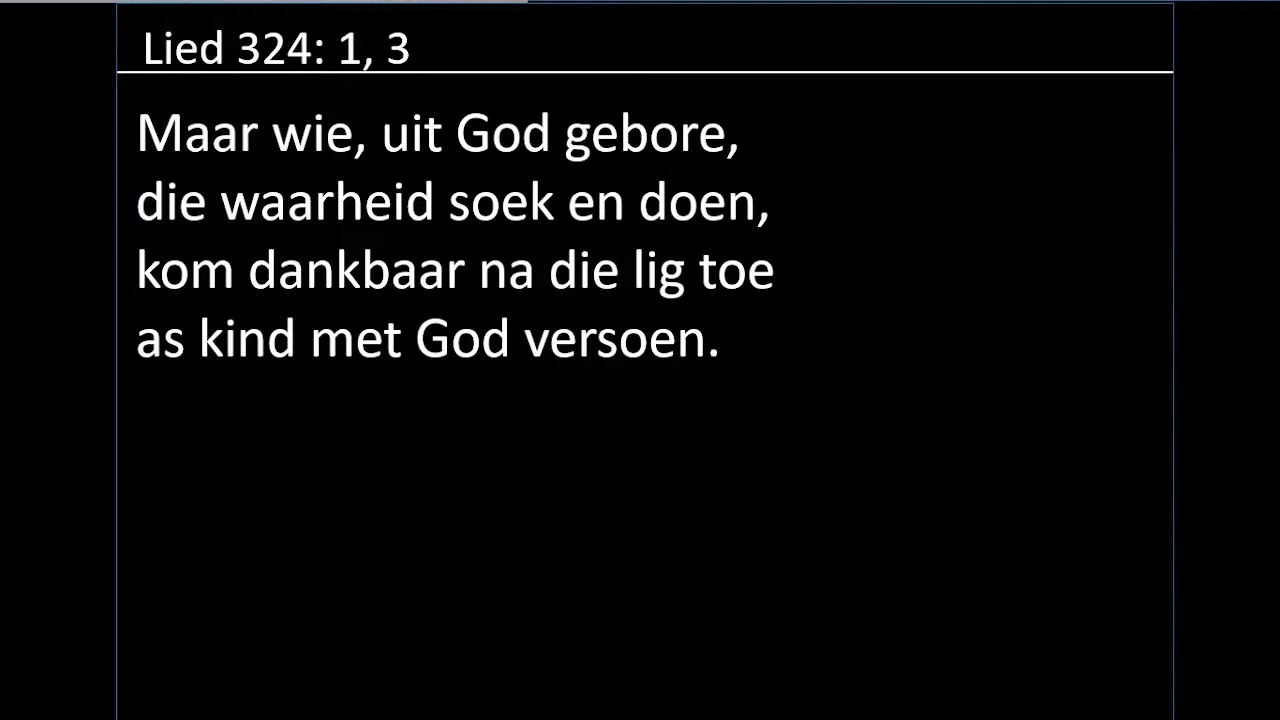 Lied 324: 1, 3
Maar wie, uit God gebore,
die waarheid soek en doen,
kom dankbaar na die lig toe
as kind met God versoen.